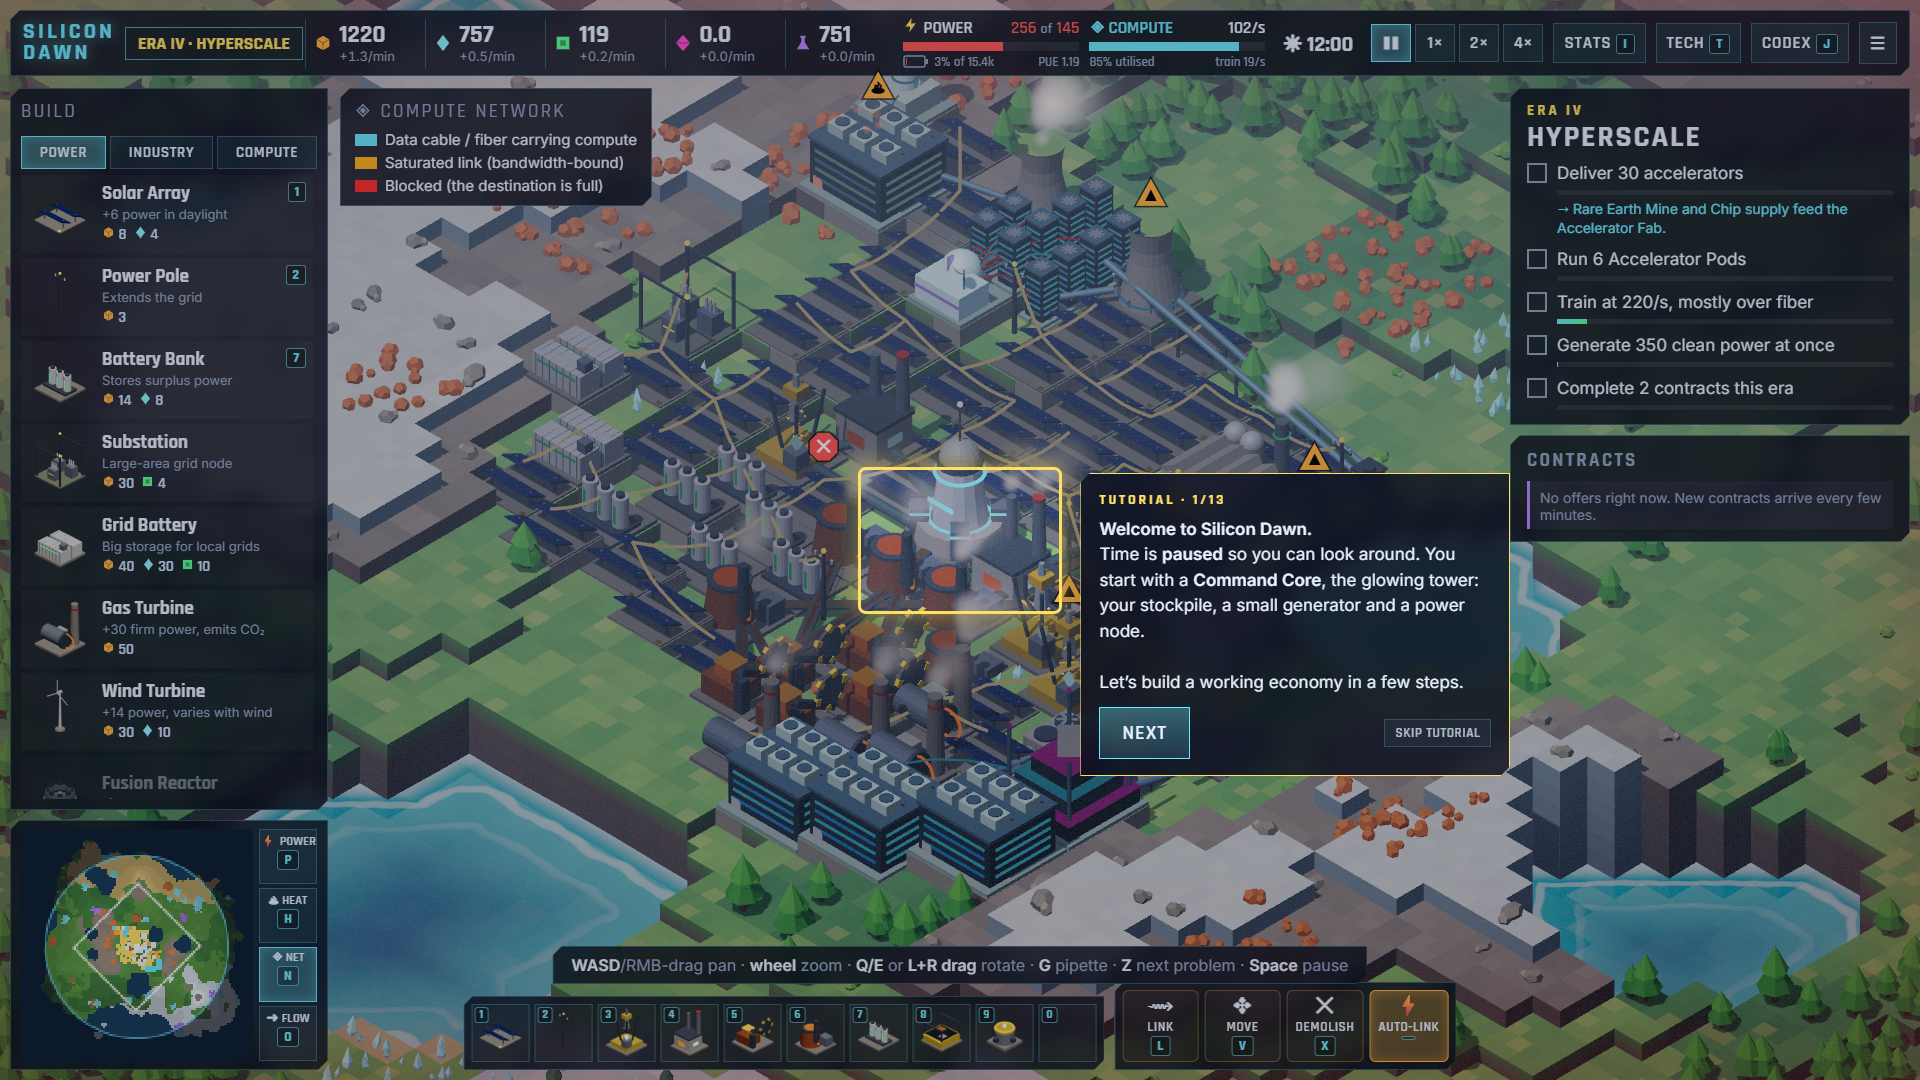 SILICON DAWN
ERA IV · HYPERSCALE
1220
+1.3/min
757
+0.5/min
119
+0.2/min
0.0
+0.0/min
751
+0.0/min
POWER 256 of 145
3% of 15.4k PUE 1.19
COMPUTE 102/s
85% utilised train 19/s
12:00
1×
2×
4×
STATS I
TECH T
CODEX J
BUILD
POWER
INDUSTRY
COMPUTE
Solar Array 1
+6 power in daylight
8 4
Power Pole 2
Extends the grid
3
Battery Bank 7
Stores surplus power
14 8
Substation
Large-area grid node
30 4
Grid Battery
Big storage for local grids
40 30 10
Gas Turbine
+30 firm power, emits CO₂
50
Wind Turbine
+14 power, varies with wind
30 10
Fusion Reactor
COMPUTE NETWORK
Data cable / fiber carrying compute
Saturated link (bandwidth-bound)
Blocked (the destination is full)
ERA IV
HYPERSCALE
Deliver 30 accelerators
→ Rare Earth Mine and Chip supply feed the
Accelerator Fab.
Run 6 Accelerator Pods
Train at 220/s, mostly over fiber
Generate 350 clean power at once
Complete 2 contracts this era
CONTRACTS
No offers right now. New contracts arrive every few
minutes.
TUTORIAL · 1/13
Welcome to Silicon Dawn.
Time is paused so you can look around. You
start with a Command Core, the glowing tower:
your stockpile, a small generator and a power
node.
Let's build a working economy in a few steps.
NEXT
SKIP TUTORIAL
POWER
P
HEAT
H
NET
N
FLOW
O
WASD/RMB-drag pan · wheel zoom · Q/E or L+R drag rotate · G pipette · Z next problem · Space pause
1 2 3 4 5 6 7 8 9 0
LINK
L
MOVE
V
DEMOLISH
X
AUTO-LINK